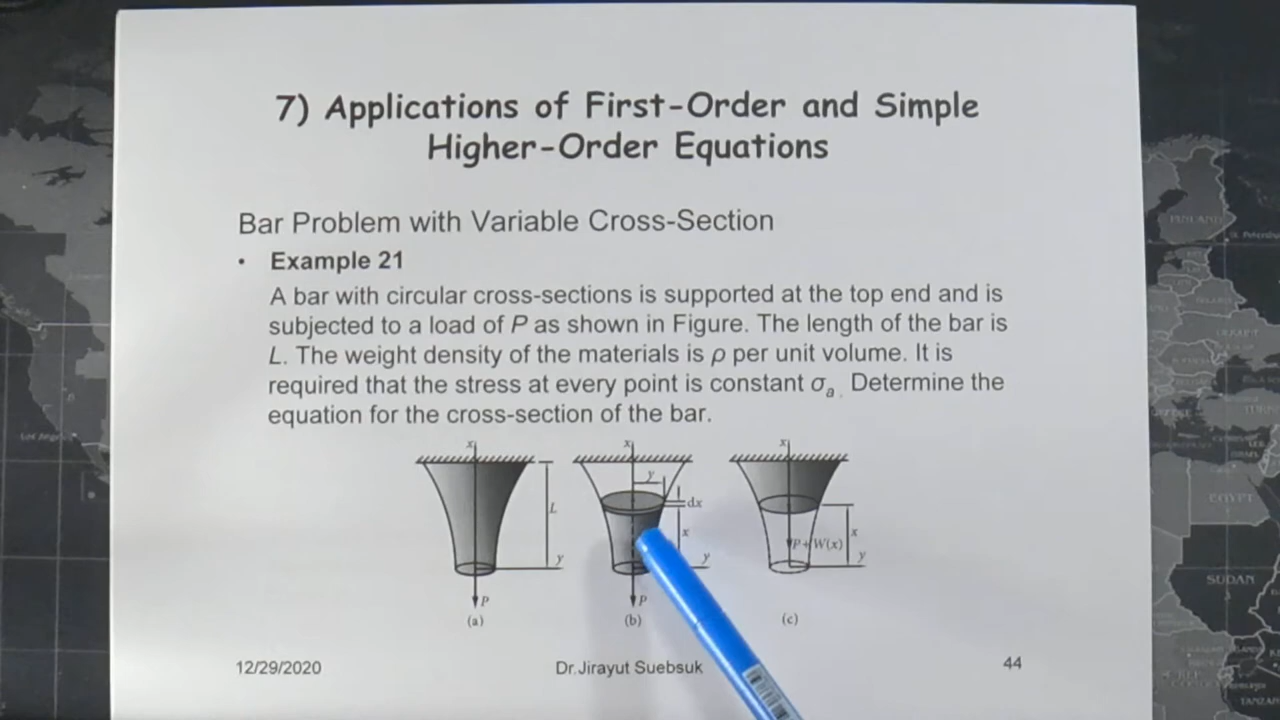 7) Applications of First-Order and Simple
Higher-Order Equations
Bar Problem with Variable Cross-Section
• Example 21
A bar with circular cross-sections is supported at the top end and is
subjected to a load of P as shown in Figure. The length of the bar is
L. The weight density of the materials is ρ per unit volume. It is
required that the stress at every point is constant σa . Determine the
equation for the cross-section of the bar.
x
L
y
P
(a)
x
y
dx
x
y
P
(b)
x
x
P+W(x)
y
(c)
12/29/2020
Dr.Jirayut Suebsuk
44
FINLAND
EGYPT
SUDAN